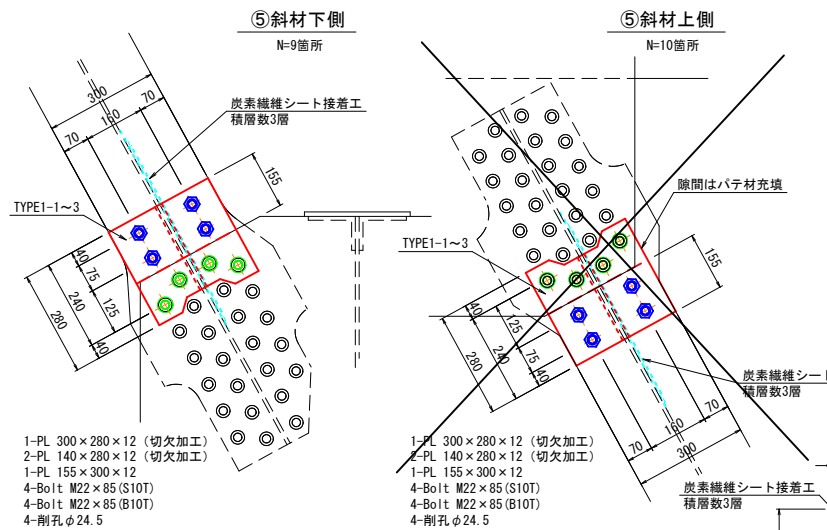 ⑤斜材下側
N=9箇所
300
70
160
70
炭素繊維シート接着工
積層数3層
155
TYPE1-1～3
40
75
125
40
240
280
1-PL 300×280×12 (切欠加工)
2-PL 140×280×12 (切欠加工)
1-PL 155×300×12
4-Bolt M22×85(S10T)
4-Bolt M22×85(B10T)
4-削孔φ24.5
⑤斜材上側
N=10箇所
隙間はパテ材充填
TYPE1-1～3
155
40
125
75
40
240
280
炭素繊維シート
積層数3層
70
160
70
300
1-PL 300×280×12 (切欠加工)
2-PL 140×280×12 (切欠加工)
1-PL 155×300×12
4-Bolt M22×85(S10T)
4-Bolt M22×85(B10T)
4-削孔φ24.5
炭素繊維シート接着工
積層数3層